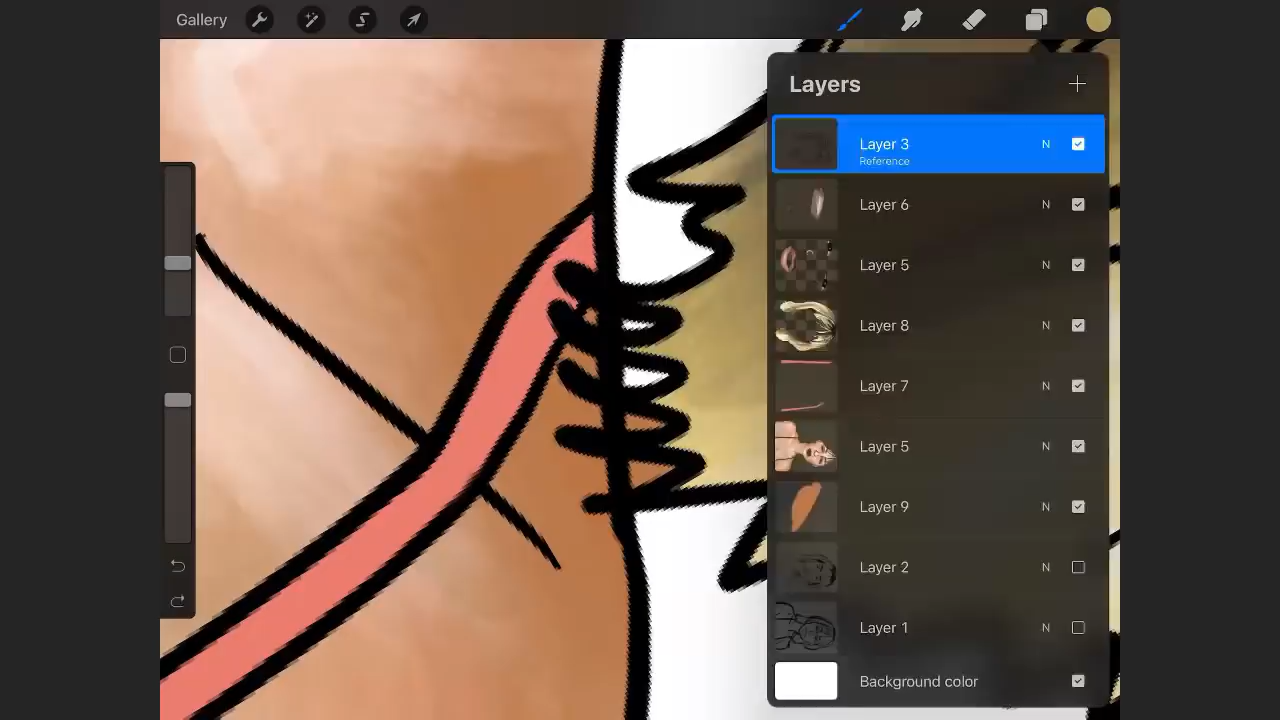 Gallery
Layers
Layer 3 N
Reference
Layer 6 N
Layer 5 N
Layer 8 N
Layer 7 N
Layer 5 N
Layer 9 N
Layer 2 N
Layer 1 N
Background color